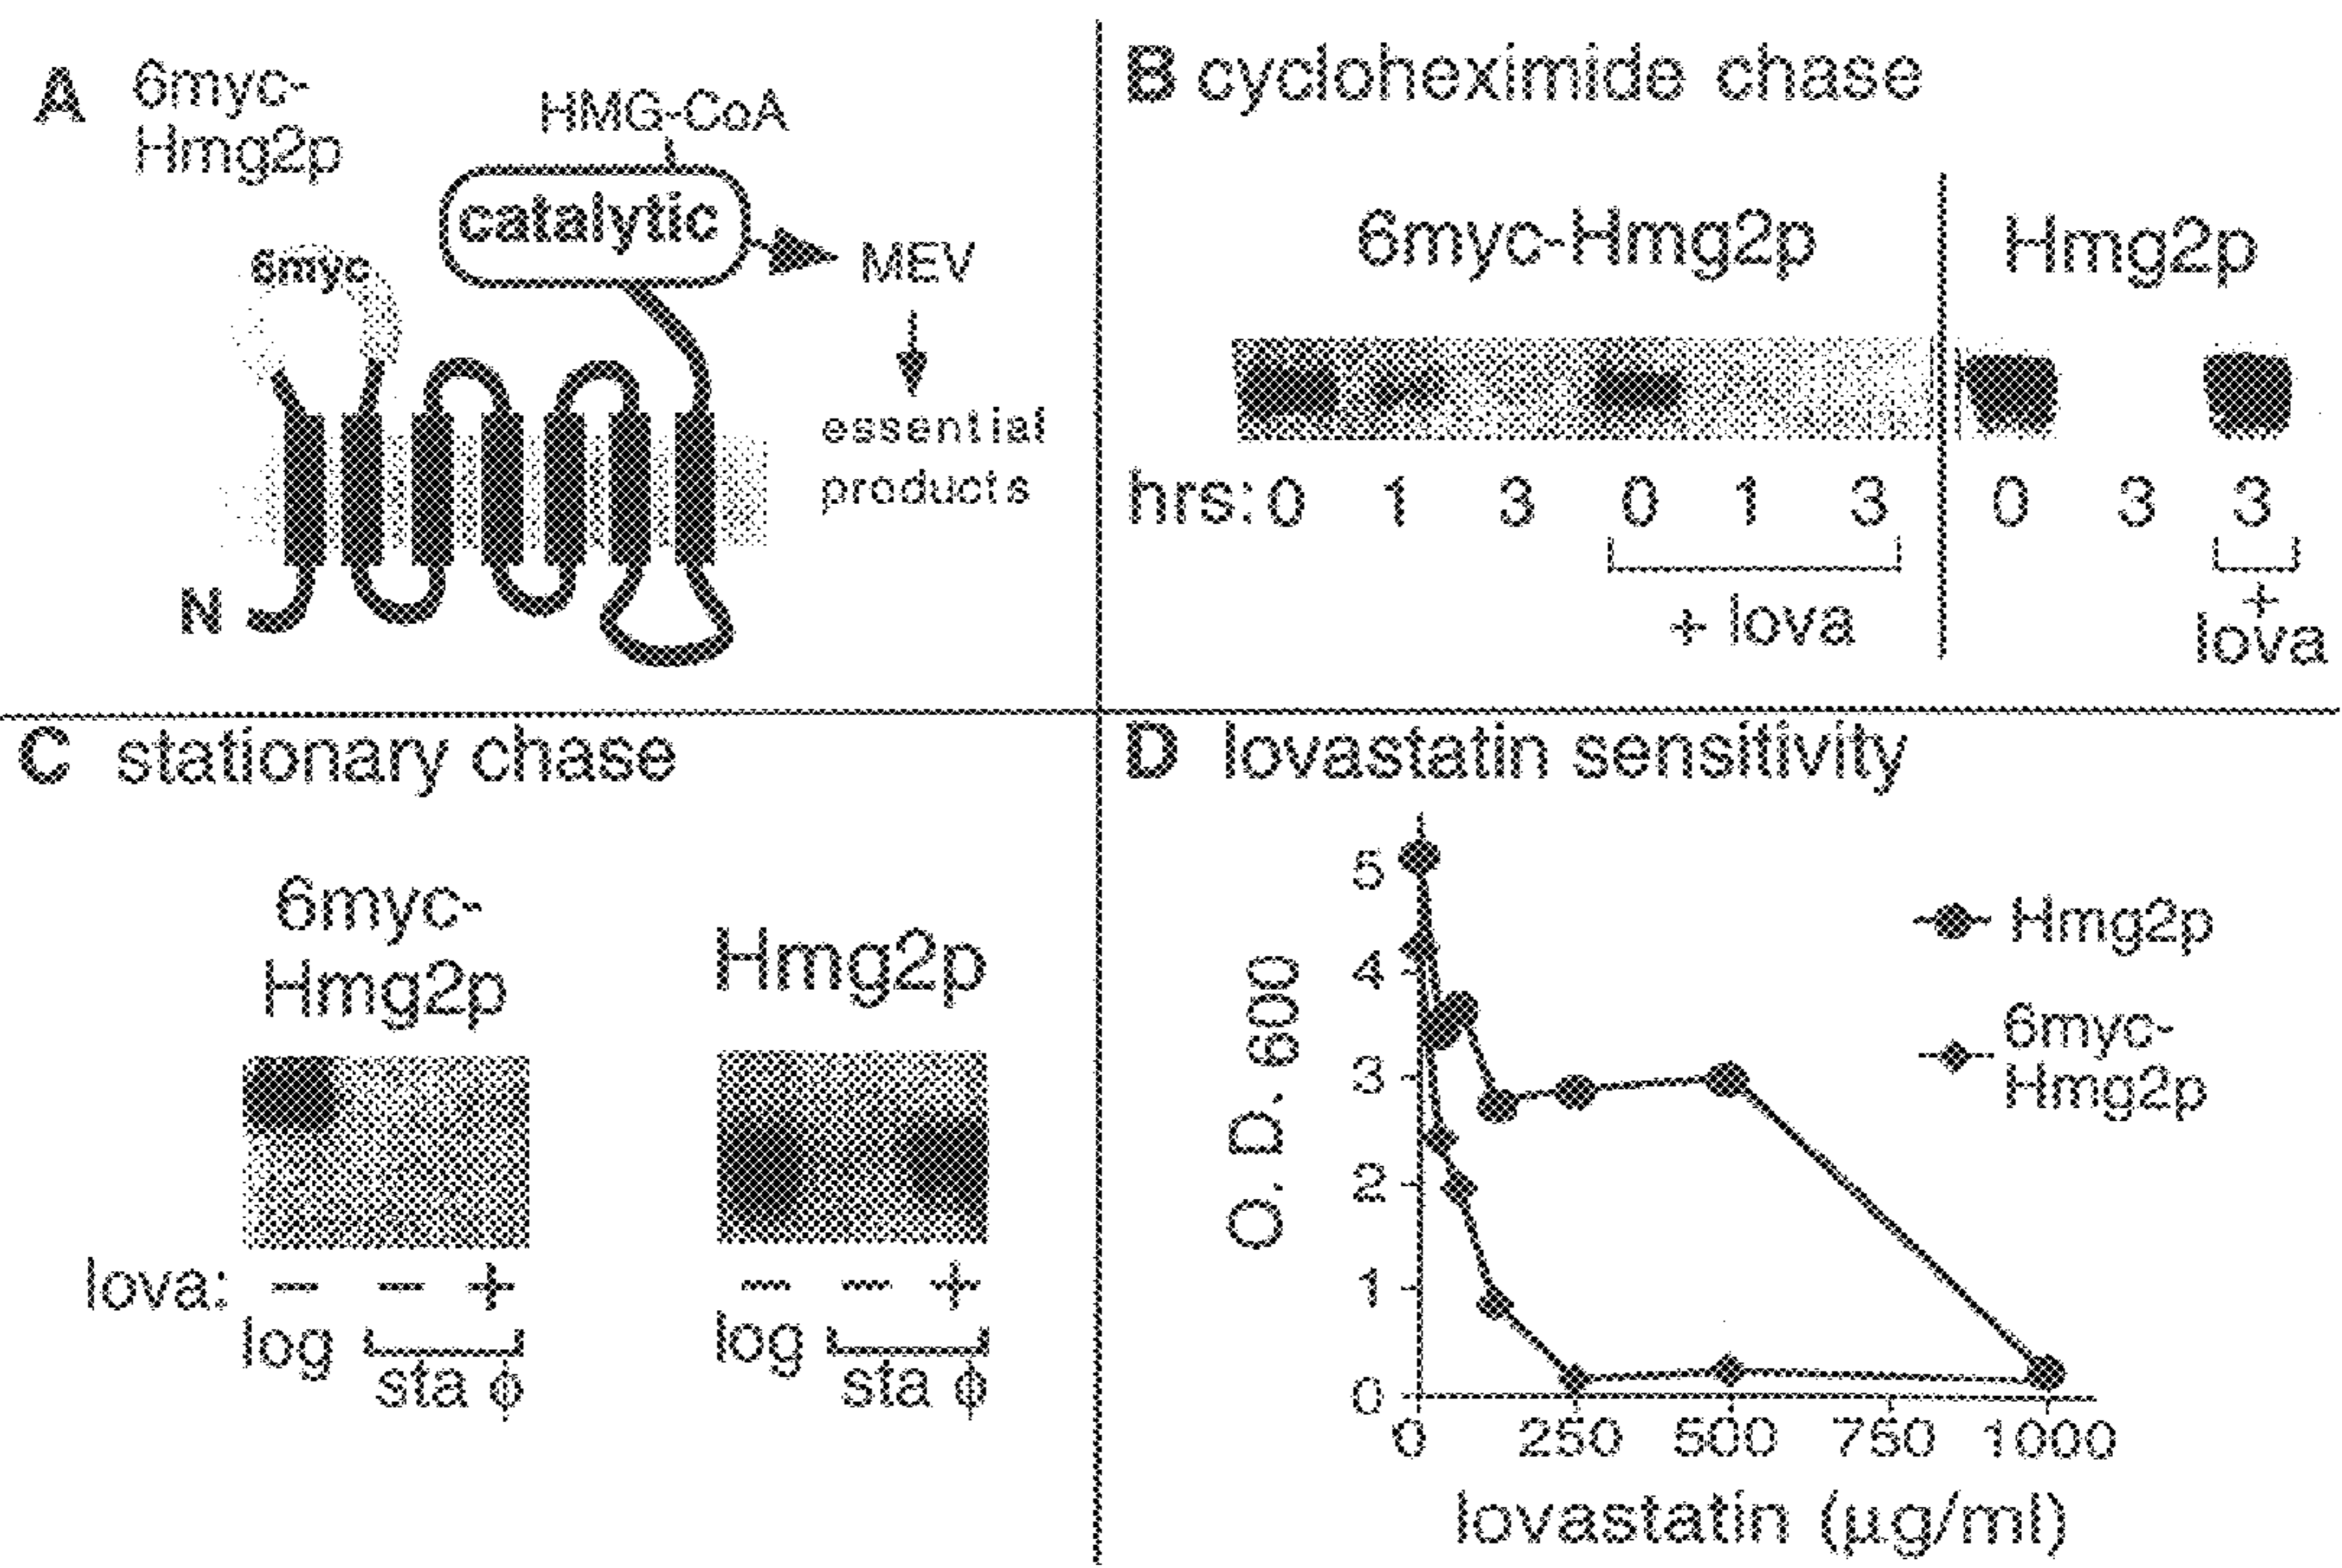 A 6myc-
Hmg2p
HMG-CoA
catalytic
6myc
MEV
essential
products
N
B cycloheximide chase
6myc-Hmg2p
Hmg2p
hrs: 0 1 3 0 1 3 0 3 3
+ lova
+
lova
C stationary chase
6myc-
Hmg2p
Hmg2p
lova: − − + − − +
log
sta ϕ
log
sta ϕ
D lovastatin sensitivity
5
4
3
2
1
0
O. D. 600
Hmg2p
6myc-
Hmg2p
0 250 500 750 1000
lovastatin (µg/ml)